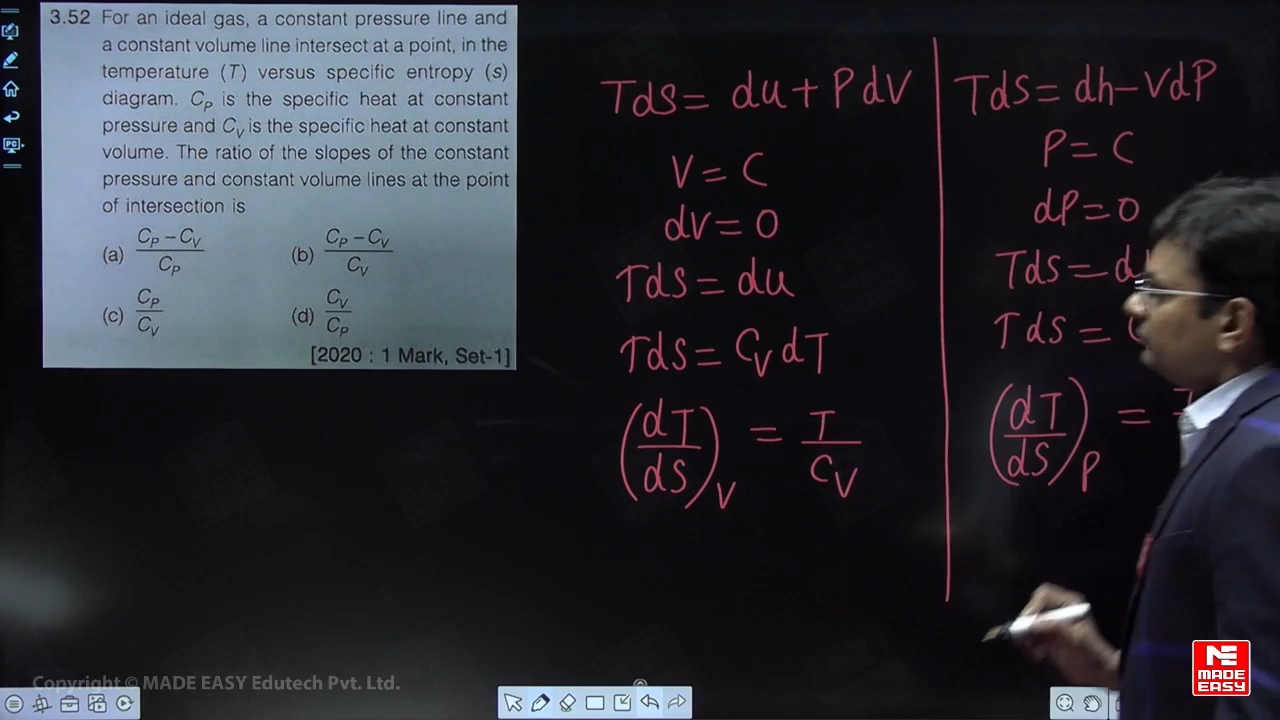 3.52 For an ideal gas, a constant pressure line and
a constant volume line intersect at a point, in the
temperature (T) versus specific entropy (s)
diagram. C_P is the specific heat at constant
pressure and C_V is the specific heat at constant
volume. The ratio of the slopes of the constant
pressure and constant volume lines at the point
of intersection is
(a) (C_P – C_V)/C_P (b) (C_P – C_V)/C_V
(c) C_P/C_V (d) C_V/C_P
[2020 : 1 Mark, Set-1]
Tds = du + PdV
V = C
dV = 0
Tds = du
Tds = C_V dT
(dT/ds)_V = T/C_V
Tds = dh – VdP
P = C
dP = 0
Tds =
Tds =
(dT/ds)_P =
Copyright © MADE EASY Edutech Pvt. Ltd.
PC
ME
MADE
EASY